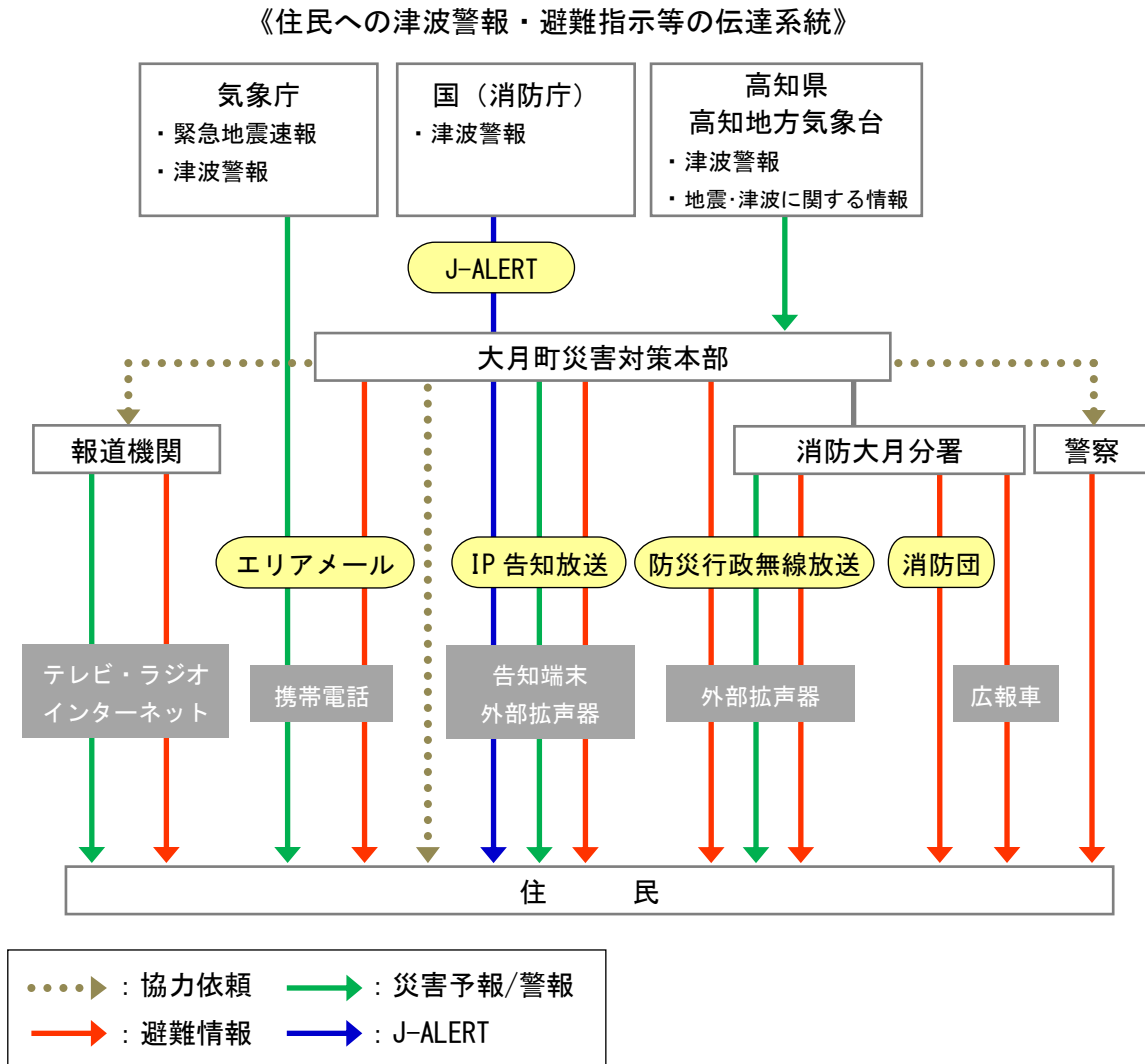 《住民への津波警報・避難指示等の伝達系統》
気象庁
・緊急地震速報
・津波警報
国（消防庁）
・津波警報
高知県
高知地方気象台
・津波警報
・地震・津波に関する情報
J-ALERT
大月町災害対策本部
報道機関
消防大月分署
警察
エリアメール
IP告知放送
防災行政無線放送
消防団
テレビ・ラジオ
インターネット
携帯電話
告知端末
外部拡声器
外部拡声器
広報車
住　　　民
：協力依頼
：災害予報/警報
：避難情報
：J-ALERT